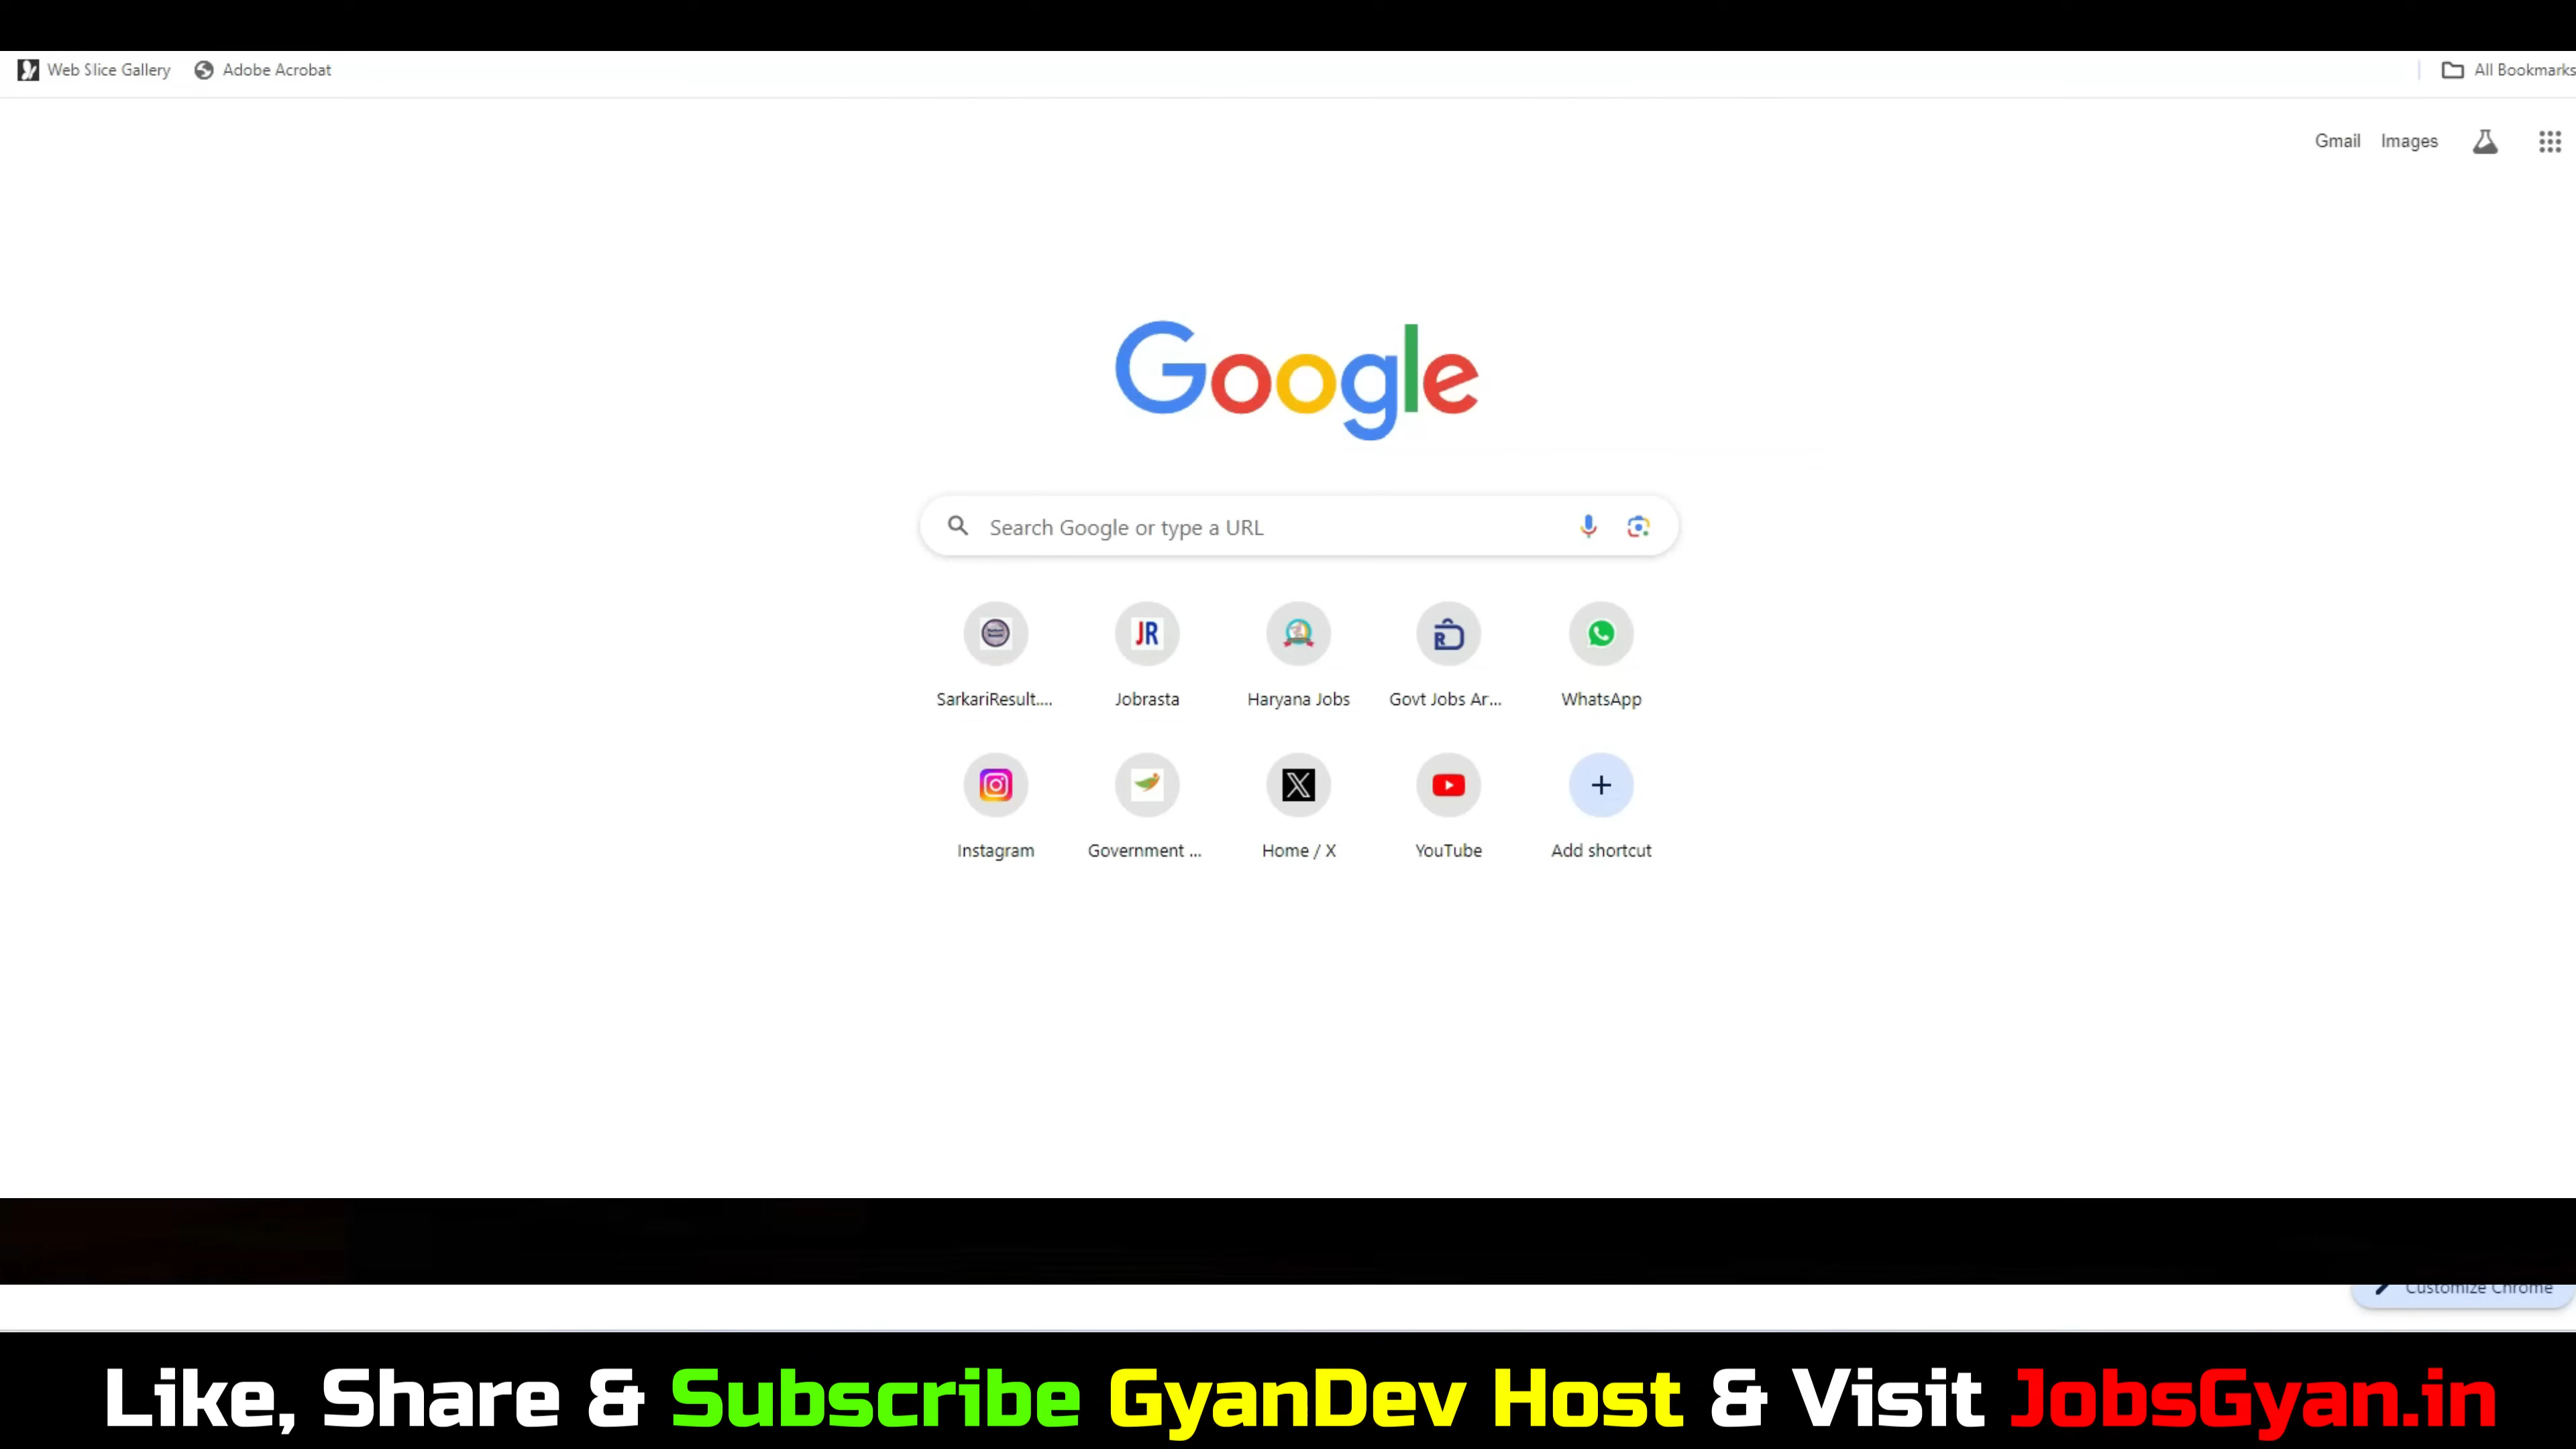 Web Slice Gallery Adobe Acrobat All Bookmarks
Gmail Images
Google
Search Google or type a URL
JR R
SarkariResult.... Jobrasta Haryana Jobs Govt Jobs Ar... WhatsApp
X
Instagram Government ... Home / X YouTube Add shortcut
Customize Chrome
Like, Share & Subscribe GyanDev Host & Visit JobsGyan.in